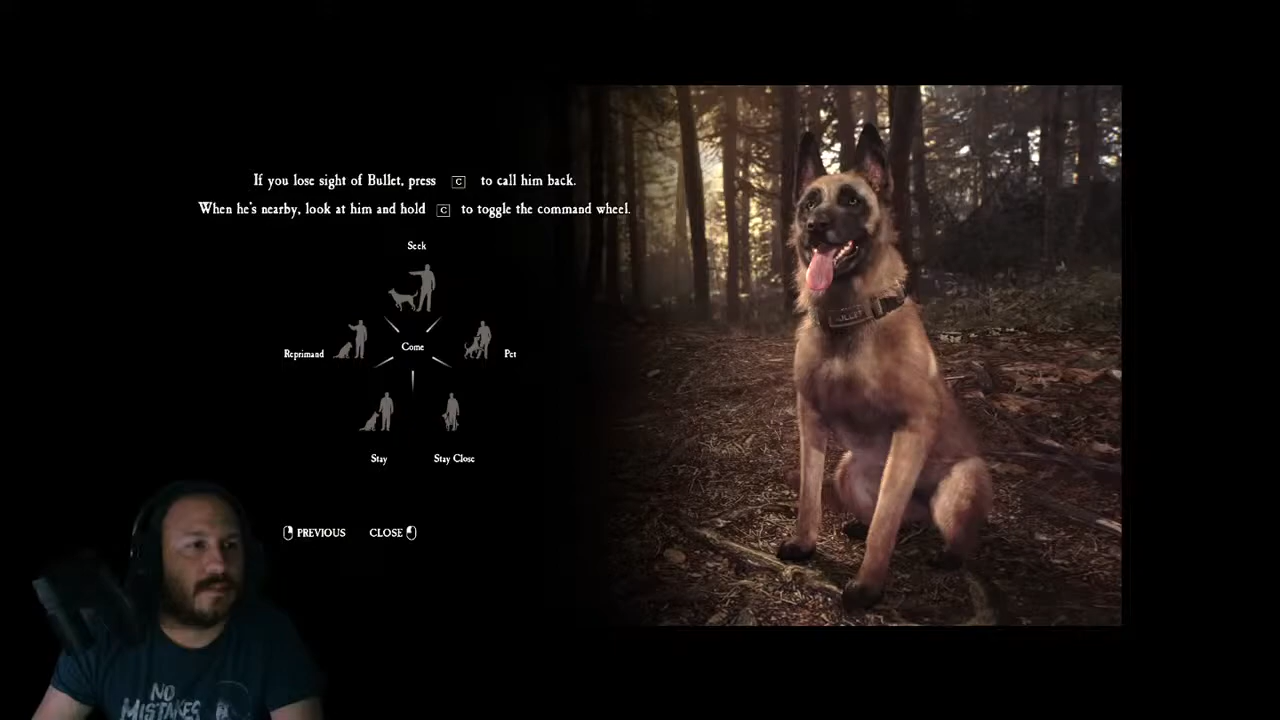 If you lose sight of Bullet, press C to call him back.
When he's nearby, look at him and hold C to toggle the command wheel.
Seek
Reprimand
Come
Pet
Stay
Stay Close
PREVIOUS
CLOSE
BULLET
NO
MISTAKES